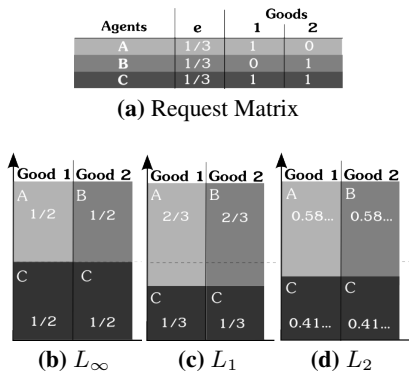 Goods
Agents e 1 2
A 1/3 1 0
B 1/3 0 1
C 1/3 1 1
(a) Request Matrix
Good 1 Good 2 Good 1 Good 2 Good 1 Good 2
A B A B A B
1/2 1/2 2/3 2/3 0.58... 0.58...
C C C C C C
1/2 1/2 1/3 1/3 0.41... 0.41...
(b) L∞ (c) L1 (d) L2